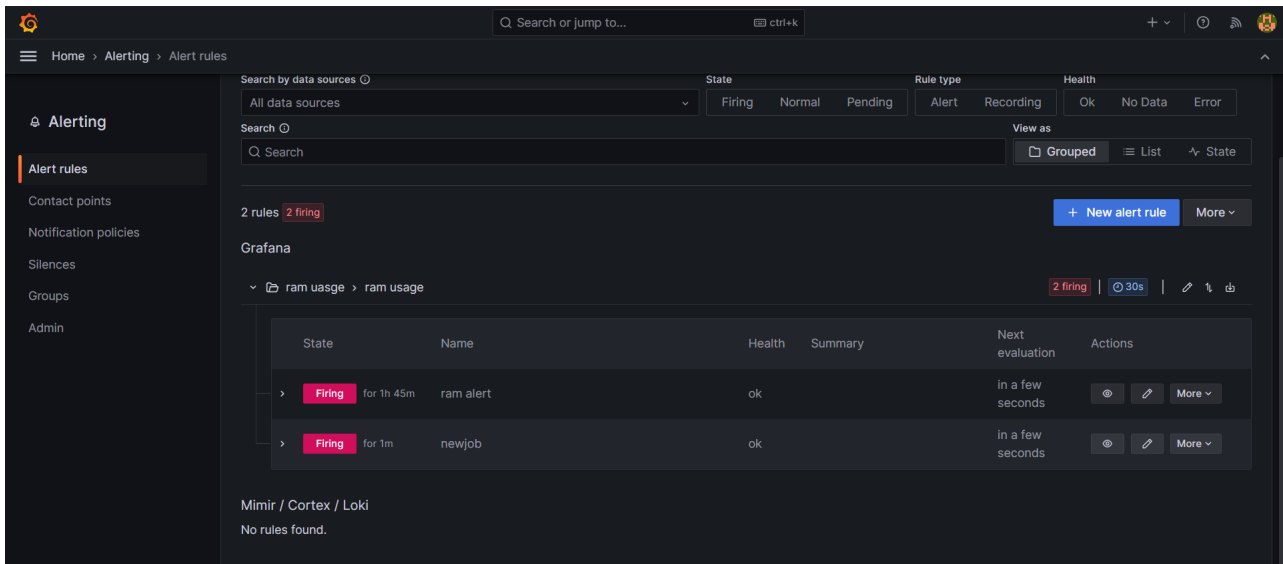 Search or jump to... ctrl+k
Home > Alerting > Alert rules
Alerting
Alert rules
Contact points
Notification policies
Silences
Groups
Admin
Search by data sources State Rule type Health
All data sources Firing Normal Pending Alert Recording Ok No Data Error
Search View as
Search Grouped List State
2 rules 2 firing + New alert rule More
Grafana
ram uasge > ram usage 2 firing | 30s |
State Name Health Summary Next evaluation Actions
Firing for 1h 45m ram alert ok in a few seconds More
Firing for 1m newjob ok in a few seconds More
Mimir / Cortex / Loki
No rules found.